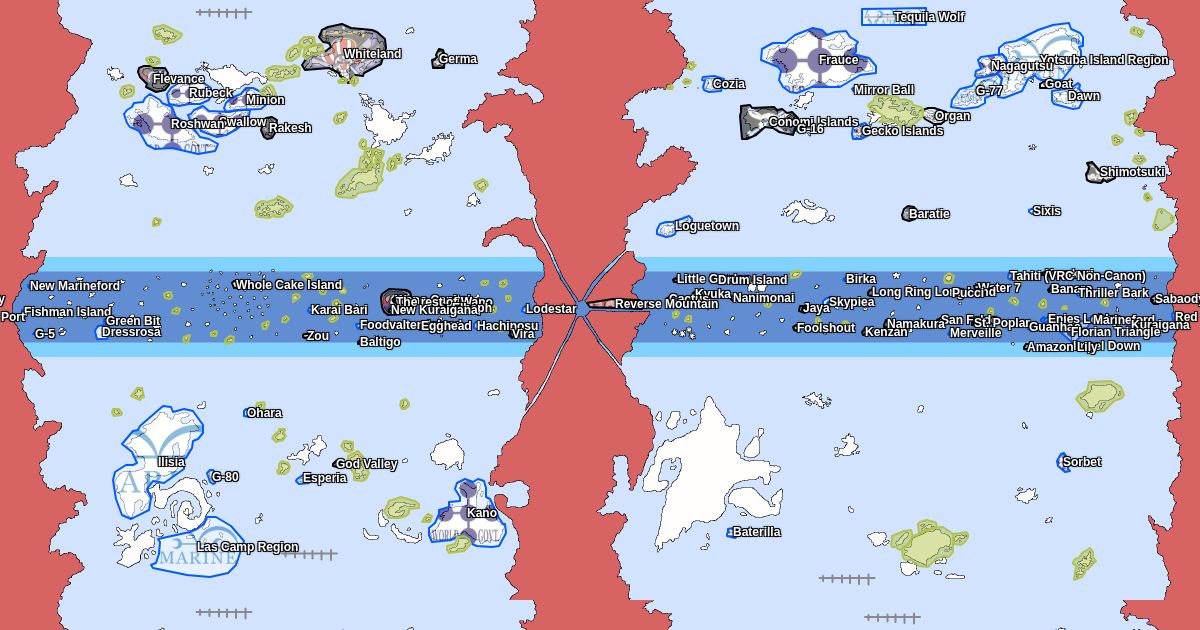 Tequila Wolf
Whiteland
Germa
Frauce
Yotsuba Island Region
Nagagutsu
Flevance
Cozia
Goat
Rubeck
Mirror Ball
G-77
Dawn
Minion
Organ
Roshwan
Swallow
Rakesh
Conomi Islands
G-16
Gecko Islands
Shimotsuki
Baratie
Sixis
Loguetown
New Marineford
Whole Cake Island
Little Garden
Drum Island
Birka
Tahiti (VRC Non-Canon)
Water 7
Kyuka
Nanimonai
Long Ring Long
Pucci
Thriller Bark
Sabaody
Skypiea
Port
Fishman Island
Karai Bari
New Kuraigana
Lodestar
Reverse Mountain
Jaya
Green Bit
Dressrosa
G-5
Foodvalten
Egghead
Hachinosu
Foolshout
Namakura
San Faldo
St. Poplar
Marineford
Kuraigana
Red
Zou
Baltigo
Vira
Kenzan
Merveille
Florian Triangle
Amazon Lily
Ohara
Ilisia
G-80
God Valley
Esperia
Sorbet
Kano
WORLD GOVT
Baterilla
Las Camp Region
MARINE